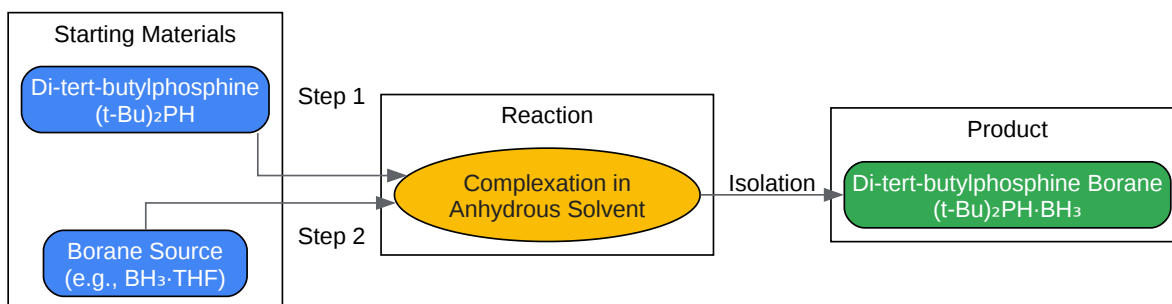 Starting Materials
Di-tert-butylphosphine
(t-Bu)₂PH
Borane Source
(e.g., BH₃·THF)
Step 1
Step 2
Reaction
Complexation in
Anhydrous Solvent
Isolation
Product
Di-tert-butylphosphine Borane
(t-Bu)₂PH·BH₃